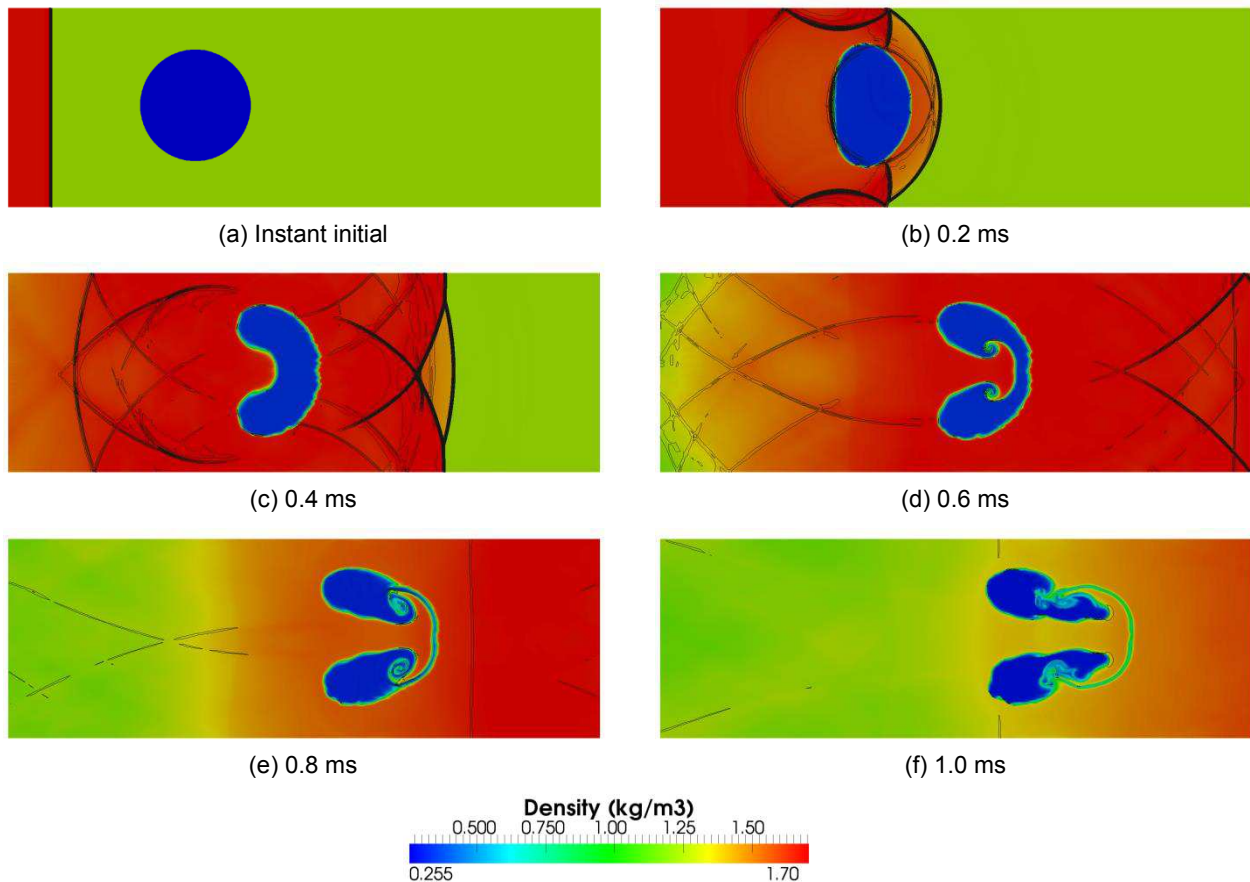 (a) Instant initial
(b) 0.2 ms
(c) 0.4 ms
(d) 0.6 ms
(e) 0.8 ms
(f) 1.0 ms
Density (kg/m3)
0.500 0.750 1.00 1.25 1.50
0.255 1.70